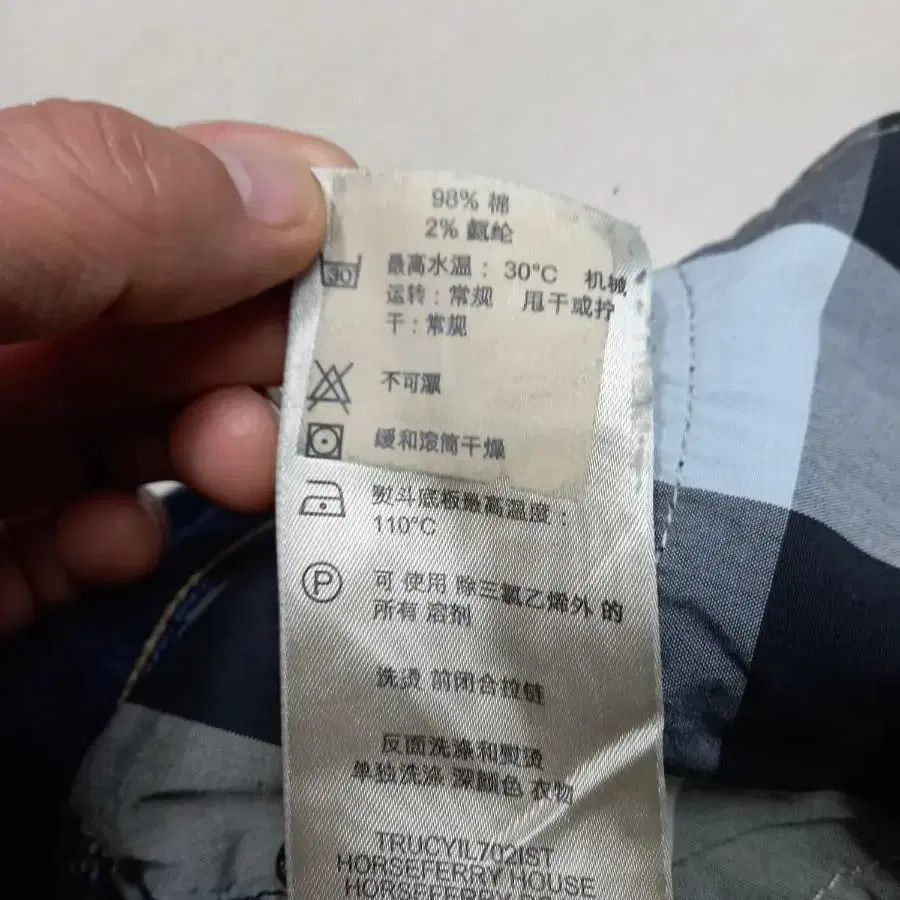 98% 棉
2% 氨纶
30
最高水温： 30°C 机械
运转：常规 甩干或拧
干：常规
不可漂
缓和滚筒干燥
熨斗底板最高温度：
110°C
P
可 使用 除三氯乙烯外 的
所有 溶剂
洗烫 前闭合拉链
反面洗涤和熨烫
单独洗涤 深颜色 衣物
TRUCYIL702IST
HORSEFERRY HOUSE
HORSEFERRY